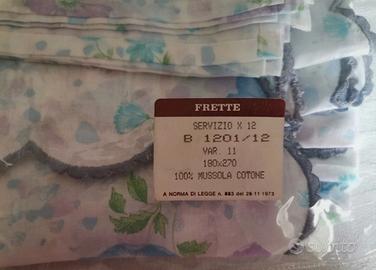 FRETTE
SERVIZIO X 12
B 1201/12
VAR. 11
180x270
100% MUSSOLA COTONE
A NORMA DI LEGGE n. 883 del 26-11-1973
subito